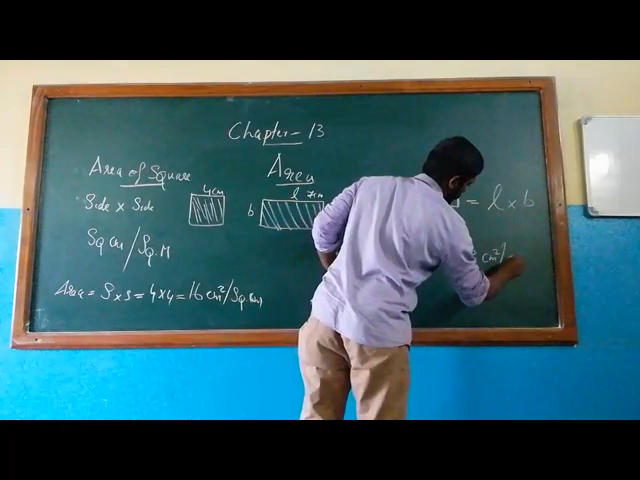 Chapter - 13
Area of Square
Area
4cm
l 7cm
Side × Side
b
= l × b
Sq cm / Sq. M
cm²/
Area = S × s = 4 × 4 = 16 cm²/Sq. cm